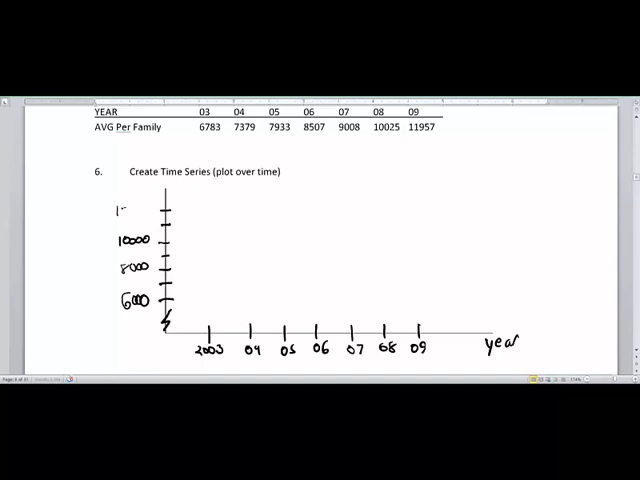 YEAR 03 04 05 06 07 08 09
AVG Per Family 6783 7379 7933 8507 9008 10025 11957
6. Create Time Series (plot over time)
10000
8000
6000
2003 04 05 06 07 08 09 year